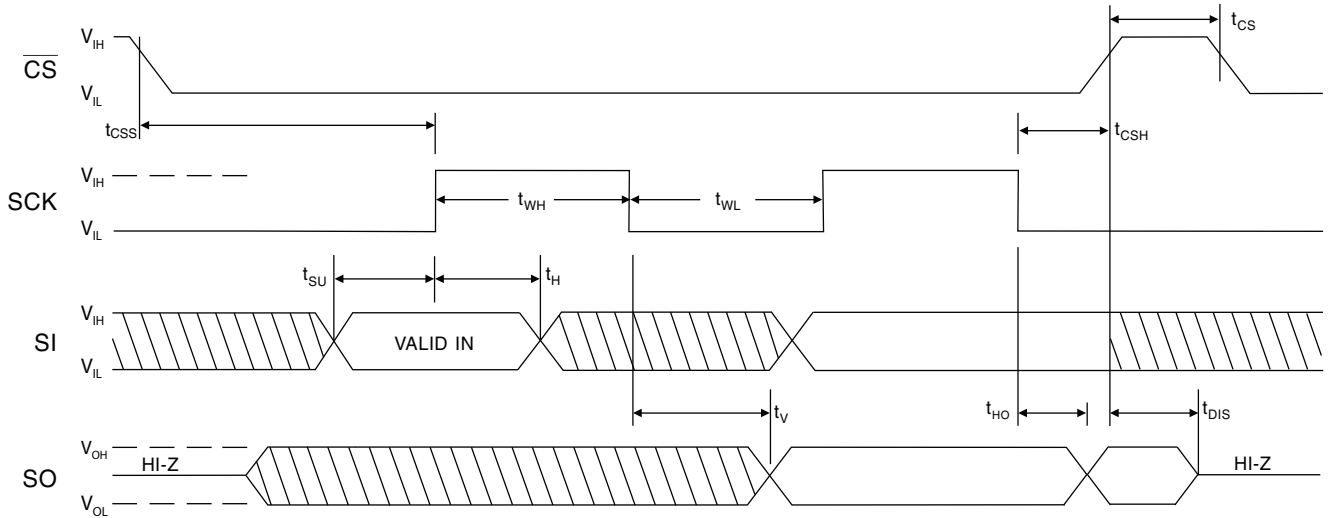 t_CS
V_IH
CS
V_IL
t_CSS
t_CSH
V_IH
SCK
t_WH
t_WL
V_IL
t_SU
t_H
V_IH
SI
VALID IN
V_IL
t_V
t_HO
t_DIS
V_OH
HI-Z
HI-Z
SO
V_OL